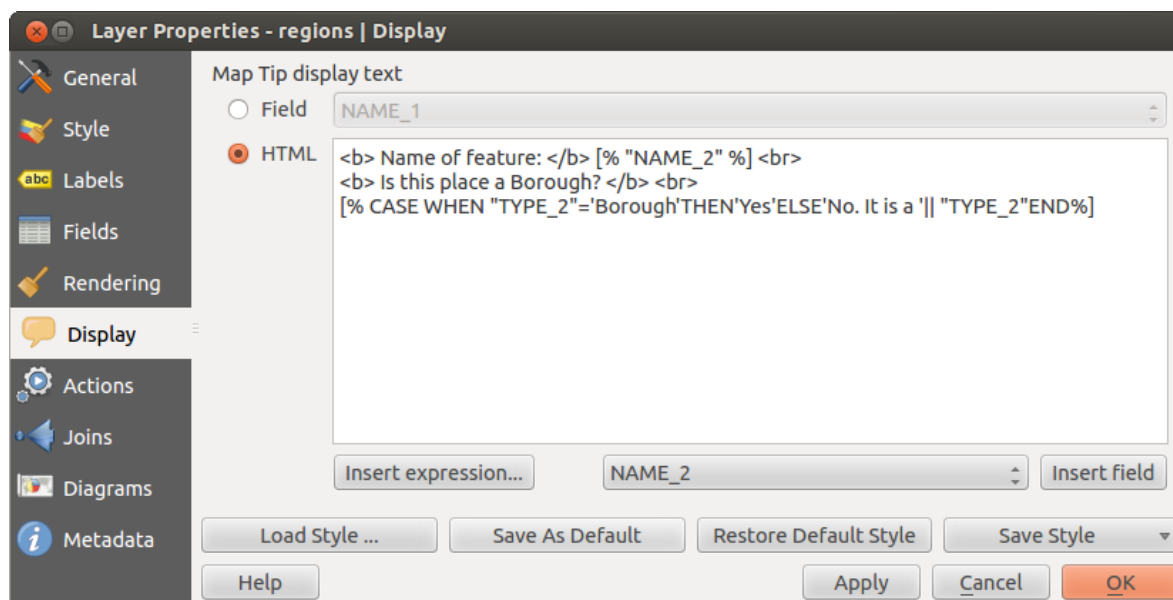 Layer Properties - regions | Display
General
Style
abc Labels
Fields
Rendering
Display
Actions
Joins
Diagrams
i Metadata
Map Tip display text
Field NAME_1
HTML
<b> Name of feature: </b> [% "NAME_2" %] <br>
<b> Is this place a Borough? </b> <br>
[% CASE WHEN "TYPE_2"='Borough'THEN'Yes'ELSE'No. It is a '|| "TYPE_2"END%]
Insert expression... NAME_2 Insert field
Load Style ... Save As Default Restore Default Style Save Style
Help Apply Cancel OK